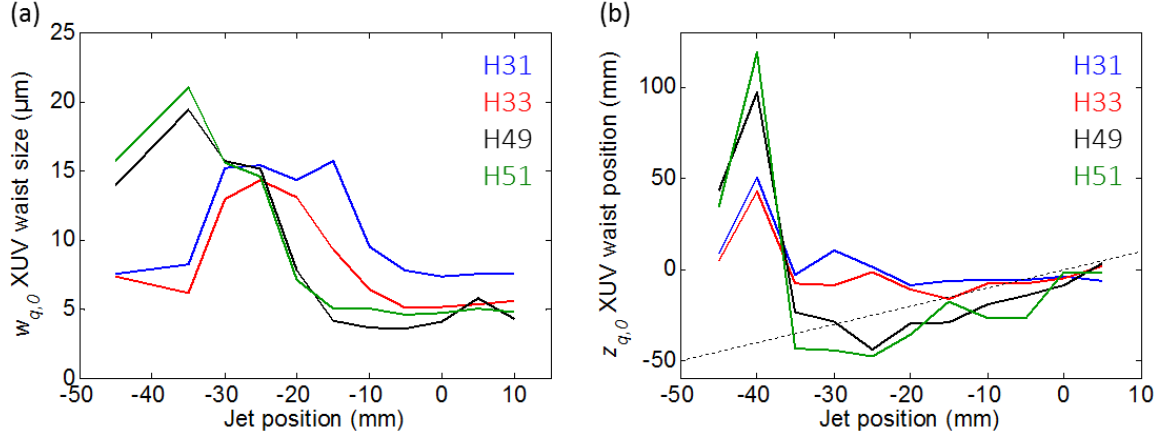 (a)
25
20
15
10
5
0
w_{q,0} XUV waist size (μm)
-50
-40
-30
-20
-10
0
10
Jet position (mm)
H31
H33
H49
H51
(b)
100
50
0
-50
z_{q,0} XUV waist position (mm)
-50
-40
-30
-20
-10
0
10
Jet position (mm)
H31
H33
H49
H51